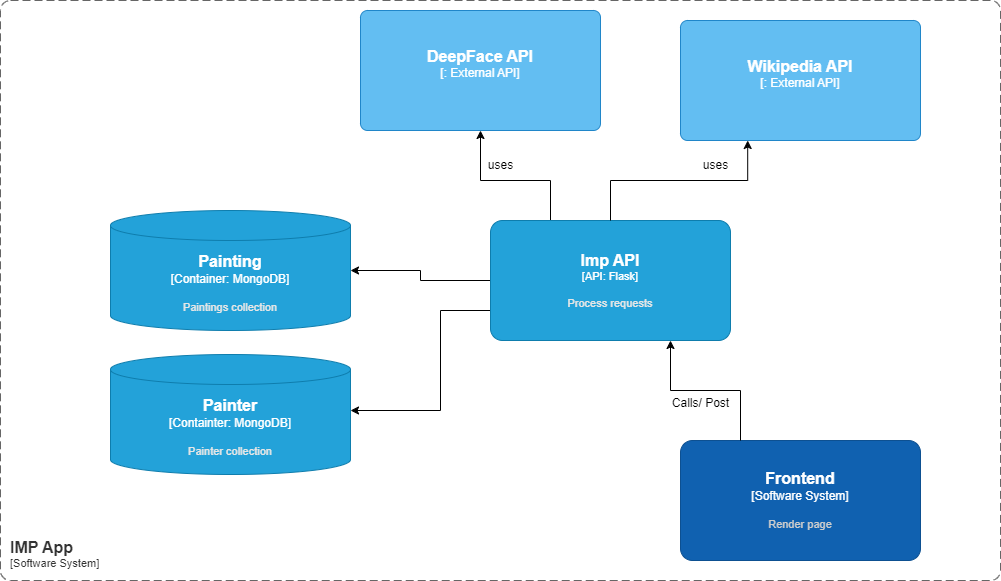 DeepFace API
[: External API]
Wikipedia API
[: External API]
uses
uses
Painting
[Container: MongoDB]
Paintings collection
Imp API
[API: Flask]
Process requests
Painter
[Containter: MongoDB]
Painter collection
Calls/ Post
Frontend
[Software System]
Render page
IMP App
[Software System]